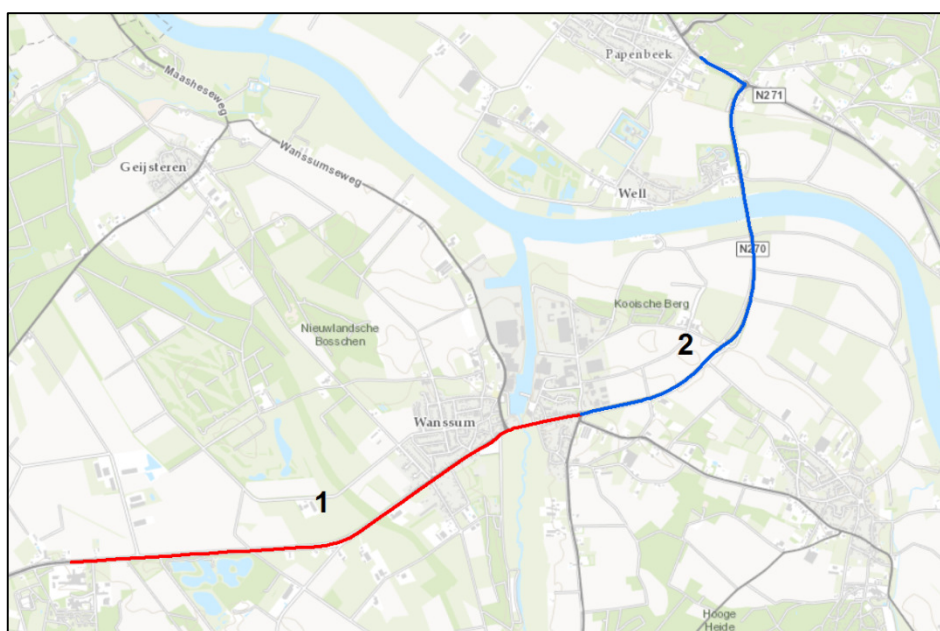 Papenbeek
Maasheseweg
N271
Wanssumseweg
Geijsteren
Well
N270
Kooische Berg
Nieuwlandsche
Bosschen
2
Wanssum
1
Hooge
Heide